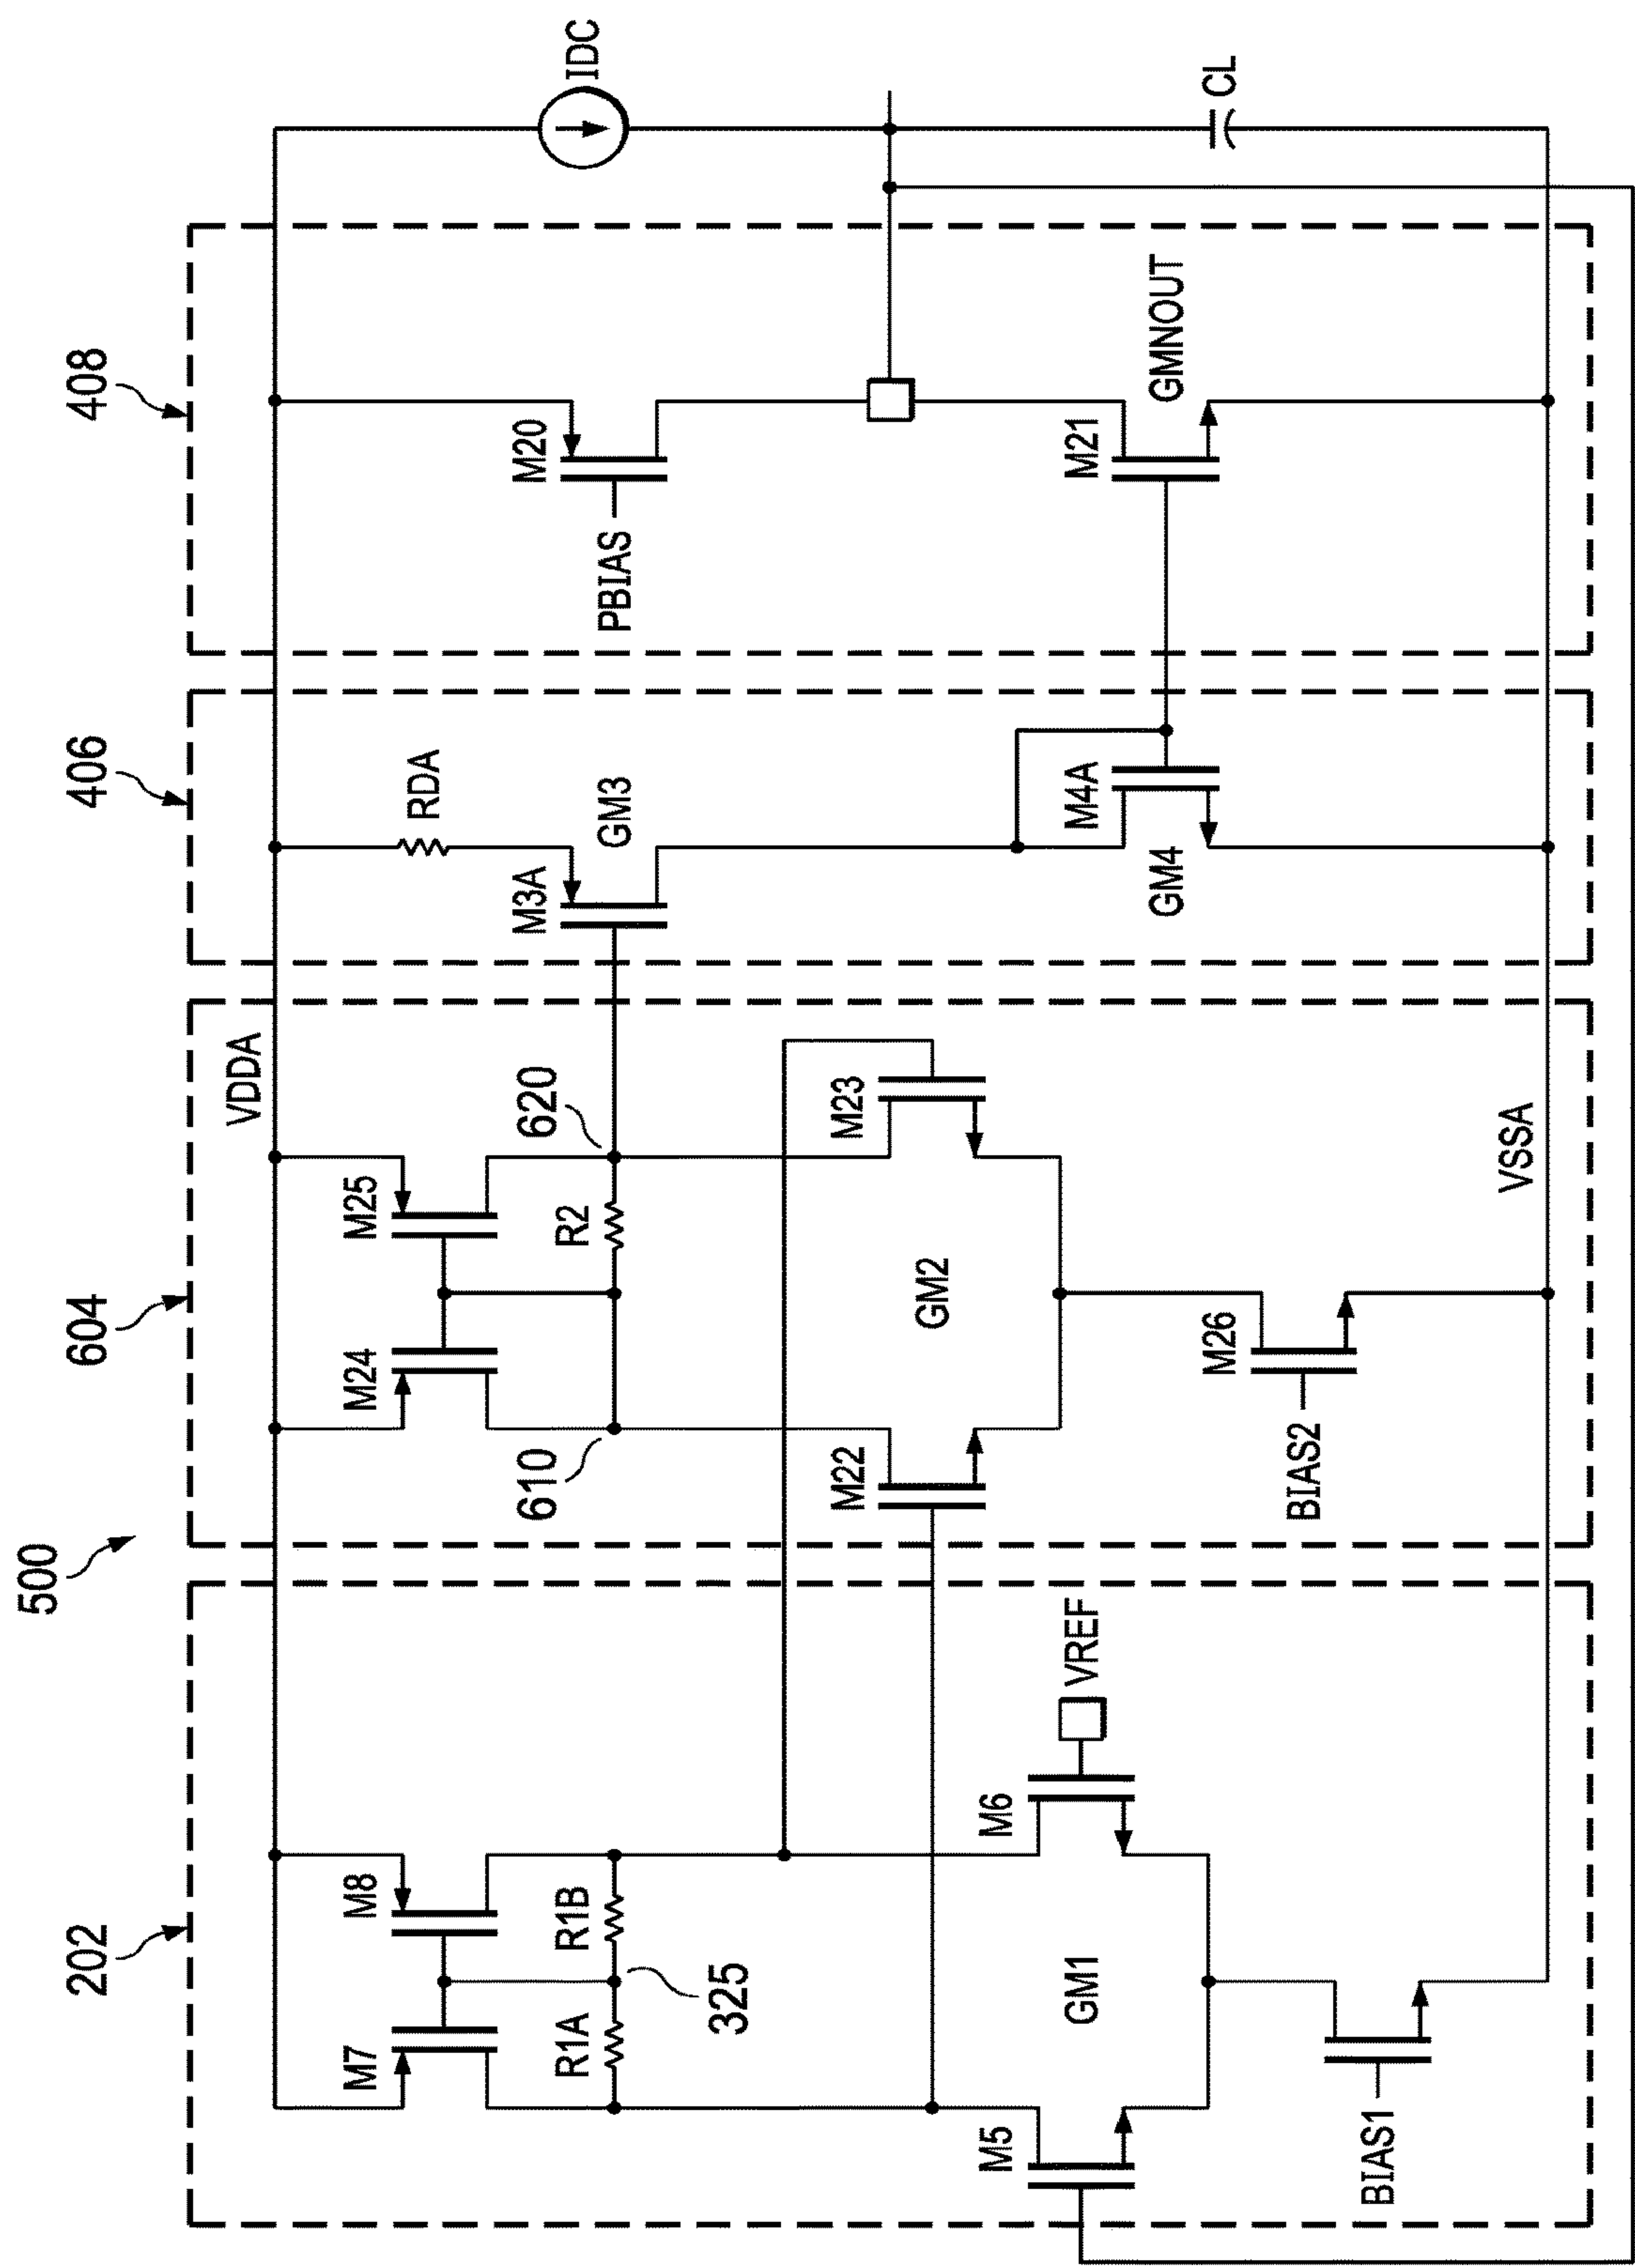 500
202
604
406
408
VDDA
M7
M8
M24
M25
RDA
IDC
R1A
R1B
325
610
R2
620
M3A
GM3
M20
PBIAS
M5
GM1
M6
VREF
M22
GM2
M23
M4A
GM4
M21
GMNOUT
CL
BIAS1
BIAS2
M26
VSSA